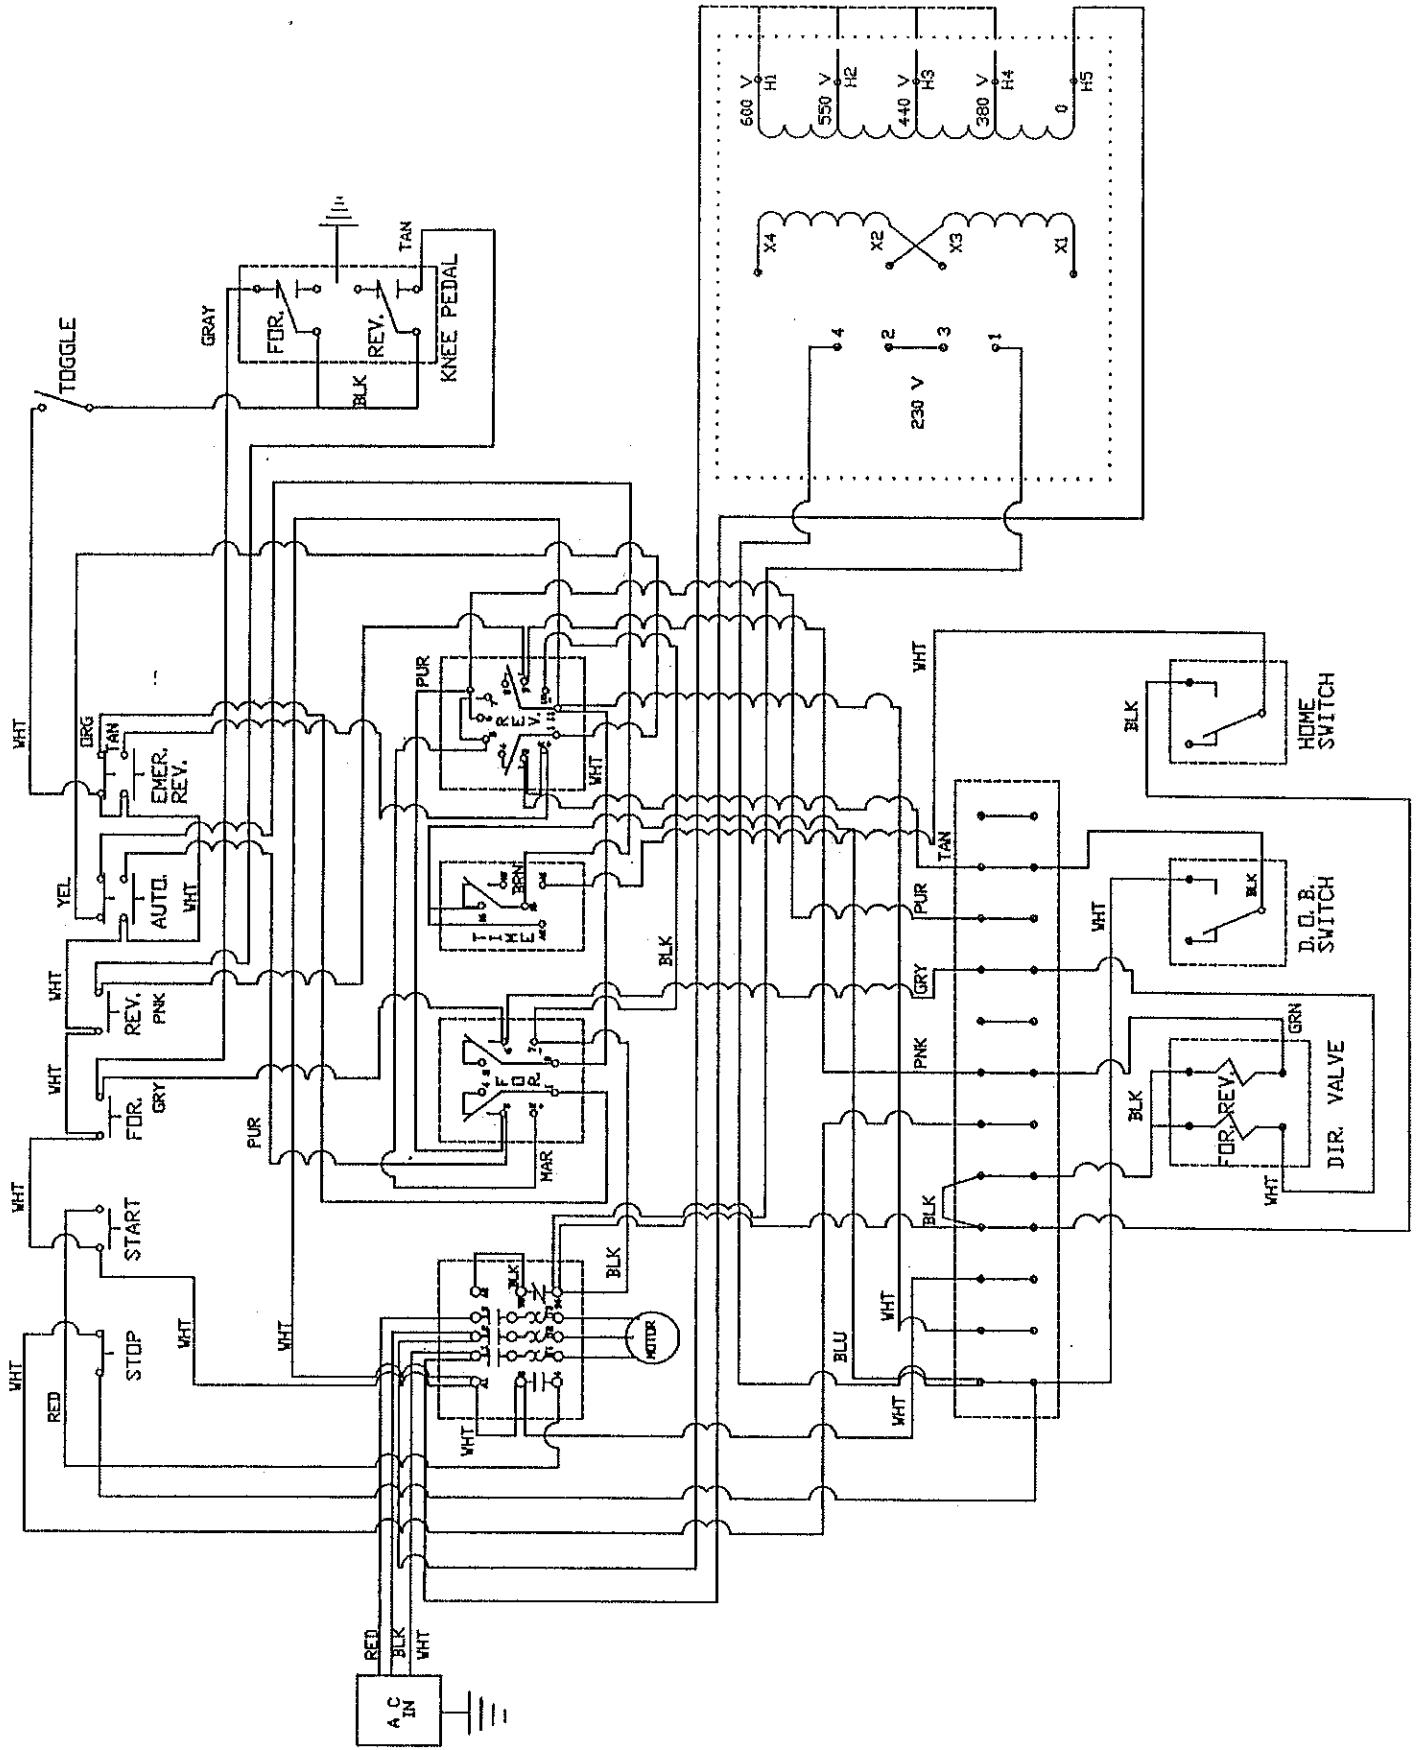 TOGGLE
WHT
GRAY
FOR.
REV.
BLK
KNEE PEDAL
TAN
600 V
H1
550 V
H2
440 V
H3
380 V
H4
0
H5
X4
X2
X3
X1
4
2
3
1
230 V
ORG
TAN
EMER.
REV.
YEL
AUTO.
WHT
WHT
REV.
PNK
WHT
FOR.
GRY
PUR
WHT
START
WHT
STOP
WHT
RED
WHT
PUR
REV.
WHT
TIME
BRN
BLK
FOR.
MAR
BLK
BLK
WHT
MOTOR
RED
BLK
WHT
A C
IN
WHT
TAN
PUR
GRY
PNK
BLK
WHT
BLU
WHT
BLK
HOME
SWITCH
WHT
BLK
D.O.B.
SWITCH
GRN
BLK
FOR.
REV.
WHT
DIR. VALVE